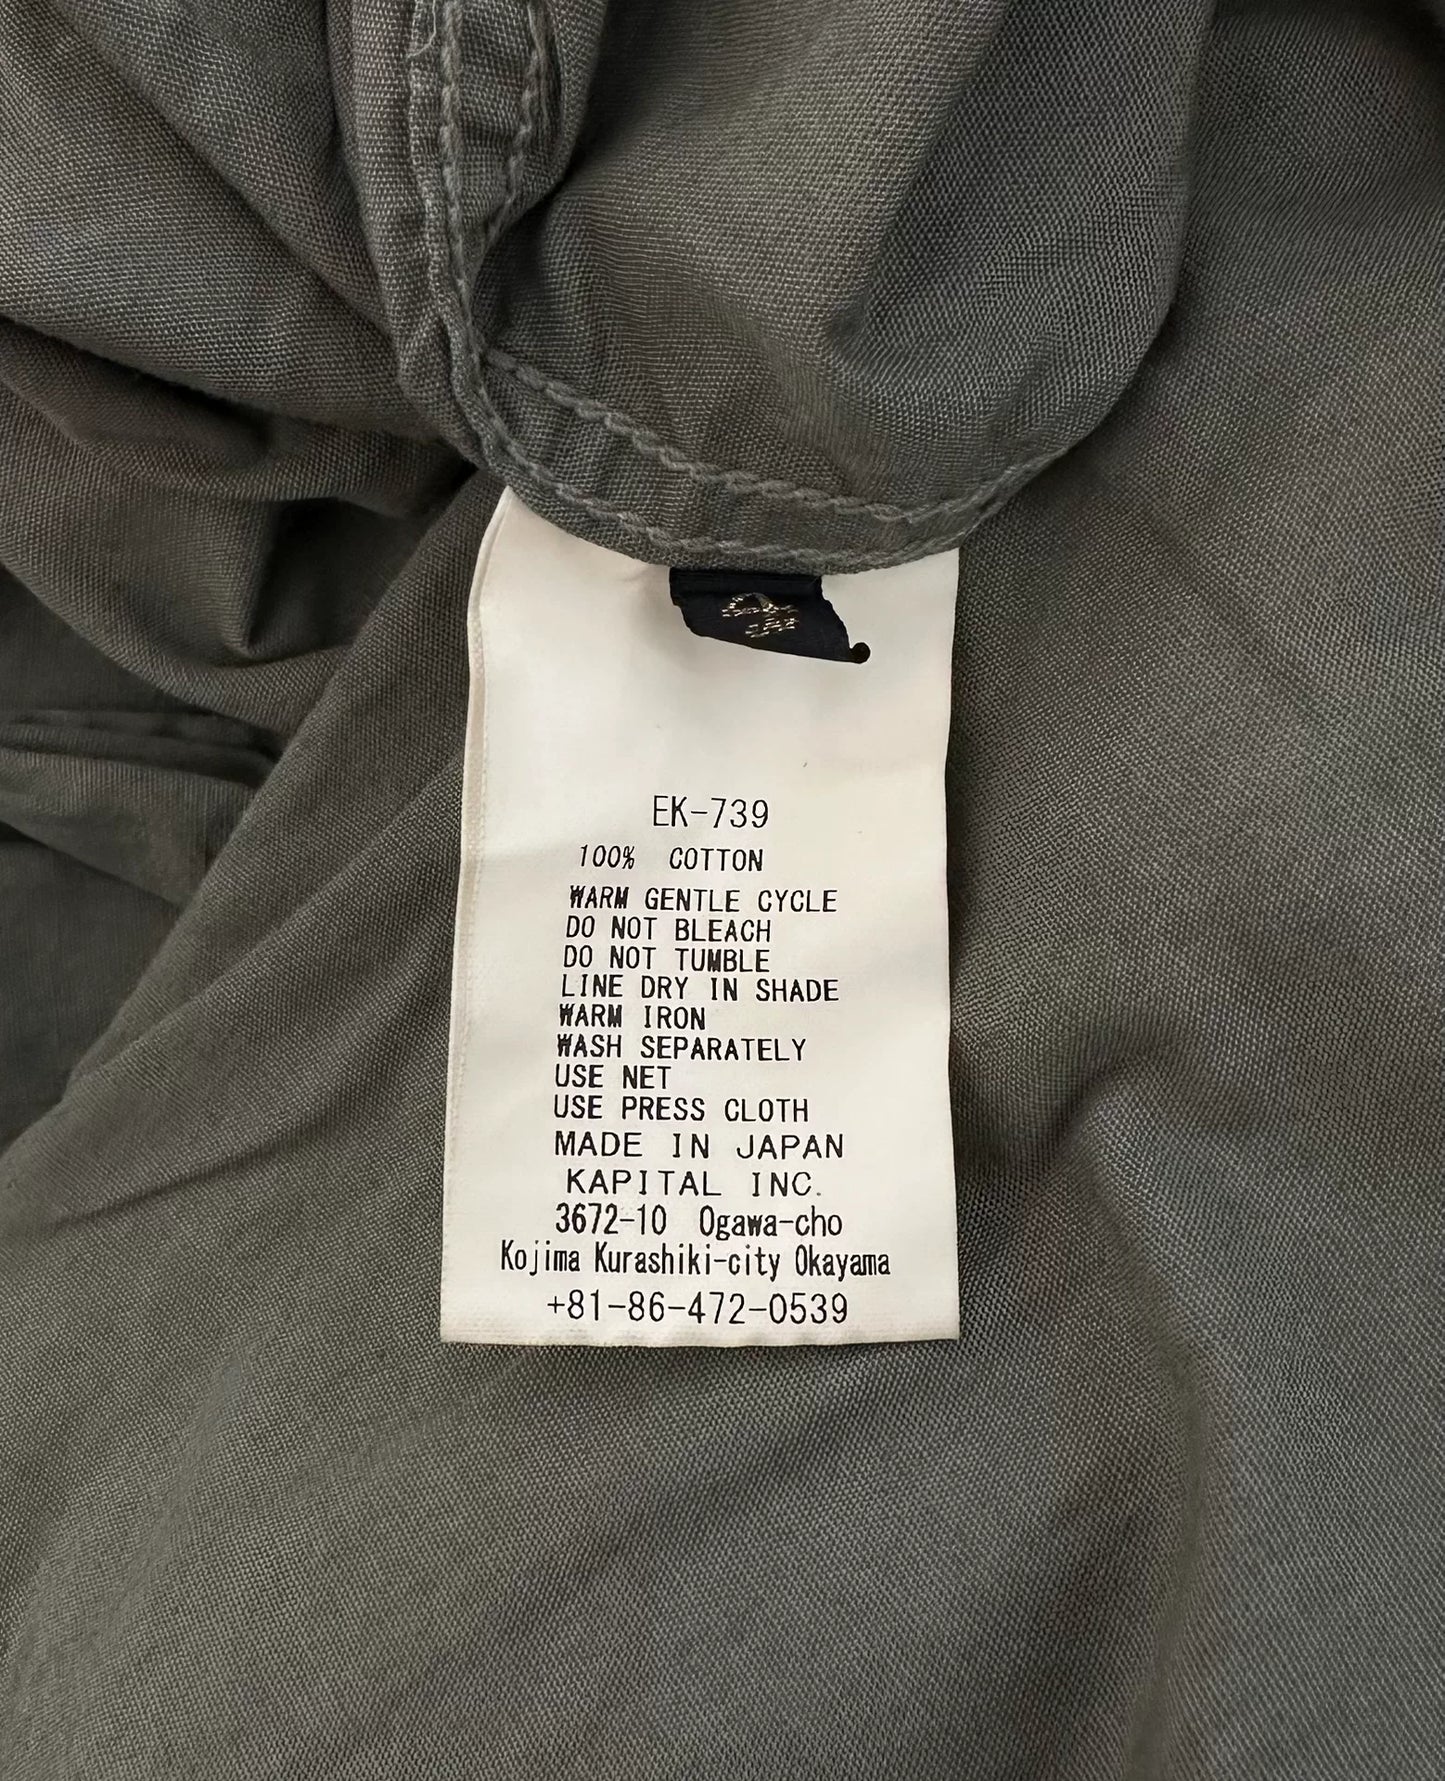 EK-739
100% COTTON
WARM GENTLE CYCLE
DO NOT BLEACH
DO NOT TUMBLE
LINE DRY IN SHADE
WARM IRON
WASH SEPARATELY
USE NET
USE PRESS CLOTH
MADE IN JAPAN
KAPITAL INC.
3672-10 Ogawa-cho
Kojima Kurashiki-city Okayama
+81-86-472-0539